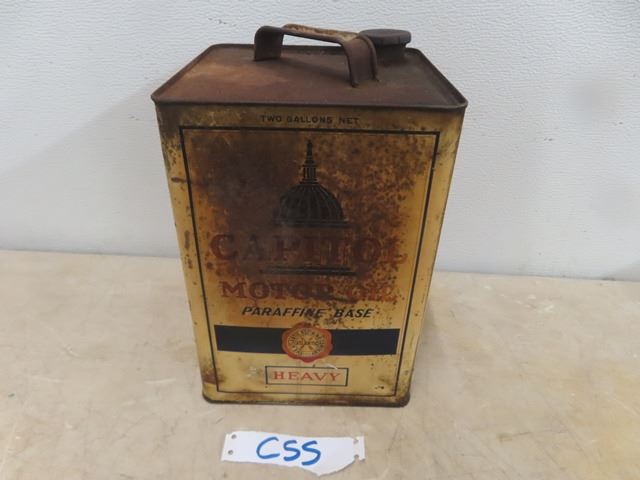 TWO GALLONS NET
CAPITOL
MOTOR OIL
PARAFFINE BASE
HEAVY
CSS